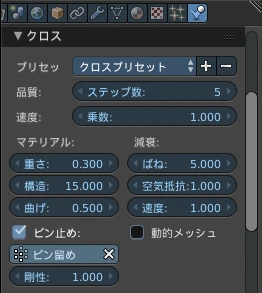 クロス
プリセッ クロスプリセット
品質: ステップ数: 5
速度: 乗数: 1.000
マテリアル: 減衰:
重さ: 0.300 ばね: 5.000
構造: 15.000 空気抵抗:1.000
曲げ: 0.500 速度: 1.000
ピン止め: 動的メッシュ
ピン留め
剛性: 1.000